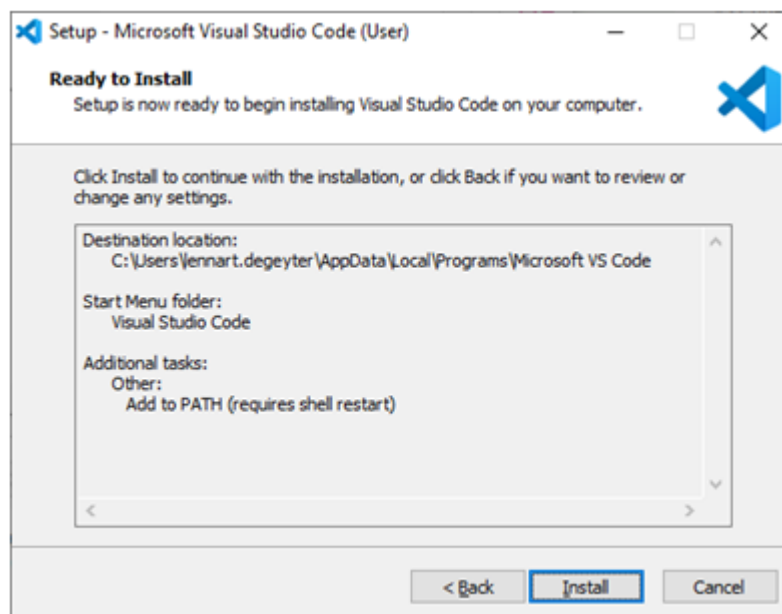 Setup - Microsoft Visual Studio Code (User)
Ready to Install
Setup is now ready to begin installing Visual Studio Code on your computer.
Click Install to continue with the installation, or click Back if you want to review or
change any settings.
Destination location:
C:\Users\lennart.degeyter\AppData\Local\Programs\Microsoft VS Code
Start Menu folder:
Visual Studio Code
Additional tasks:
Other:
Add to PATH (requires shell restart)
< Back
Install
Cancel